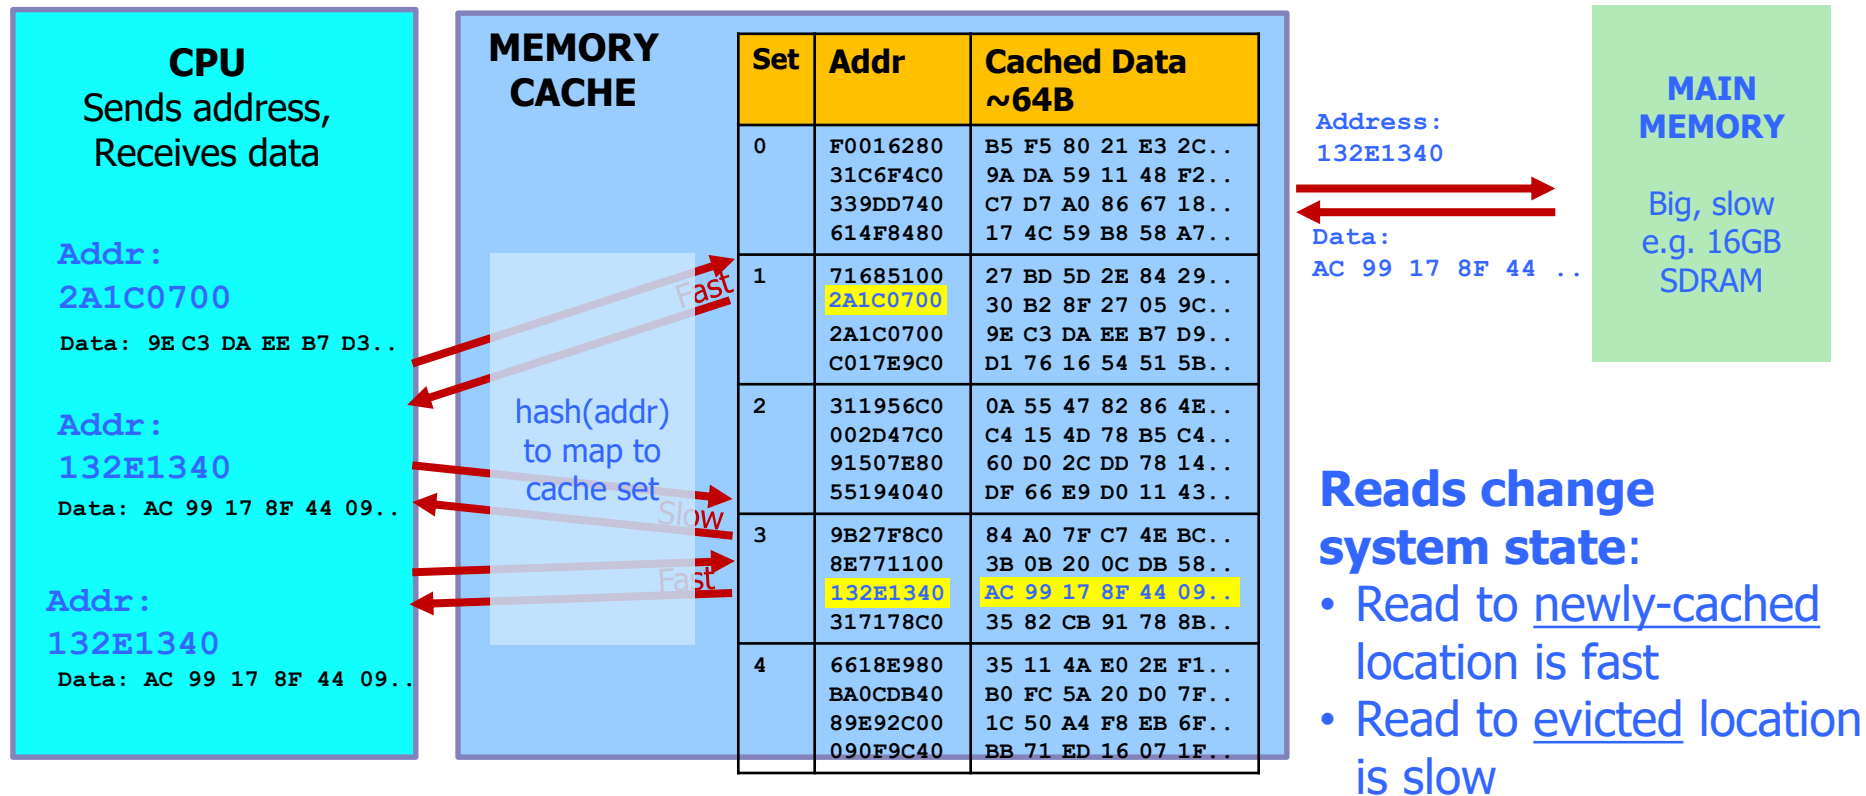 CPU
Sends address,
Receives data
Addr:
2A1C0700
Data: 9E C3 DA EE B7 D3..
Addr:
132E1340
Data: AC 99 17 8F 44 09..
Addr:
132E1340
Data: AC 99 17 8F 44 09..
MEMORY
CACHE
hash(addr)
to map to
cache set
Fast
Slow
Fast
Set Addr Cached Data
~64B
0 F0016280 B5 F5 80 21 E3 2C..
31C6F4C0 9A DA 59 11 48 F2..
339DD740 C7 D7 A0 86 67 18..
614F8480 17 4C 59 B8 58 A7..
1 71685100 27 BD 5D 2E 84 29..
2A1C0700 30 B2 8F 27 05 9C..
2A1C0700 9E C3 DA EE B7 D9..
C017E9C0 D1 76 16 54 51 5B..
2 311956C0 0A 55 47 82 86 4E..
002D47C0 C4 15 4D 78 B5 C4..
91507E80 60 D0 2C DD 78 14..
55194040 DF 66 E9 D0 11 43..
3 9B27F8C0 84 A0 7F C7 4E BC..
8E771100 3B 0B 20 0C DB 58..
132E1340 AC 99 17 8F 44 09..
317178C0 35 82 CB 91 78 8B..
4 6618E980 35 11 4A E0 2E F1..
BA0CDB40 B0 FC 5A 20 D0 7F..
89E92C00 1C 50 A4 F8 EB 6F..
090F9C40 BB 71 ED 16 07 1F..
Address:
132E1340
Data:
AC 99 17 8F 44 ..
MAIN
MEMORY
Big, slow
e.g. 16GB
SDRAM
Reads change
system state:
• Read to newly-cached
location is fast
• Read to evicted location
is slow